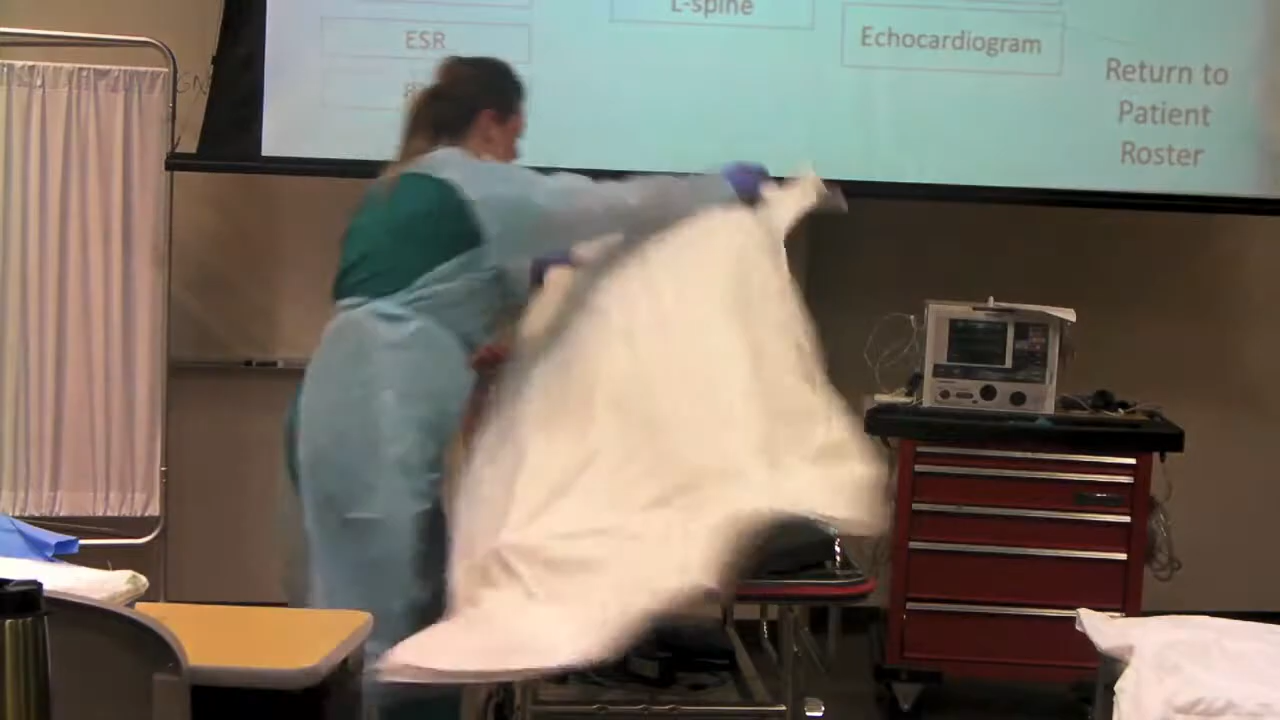 L-spine
ESR
Echocardiogram
Return to
Patient
Roster